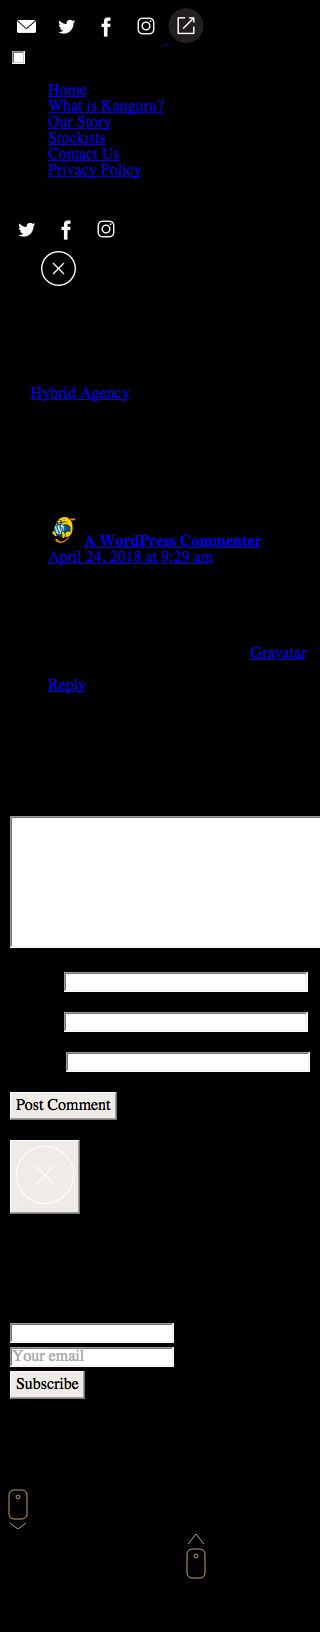 Home
What is Kanguru?
Our Story
Stockists
Contact Us
Privacy Policy
Hybrid Agency
A WordPress Commenter
April 24, 2018 at 9:29 am
Gravatar
Reply
Post Comment
Your email
Subscribe